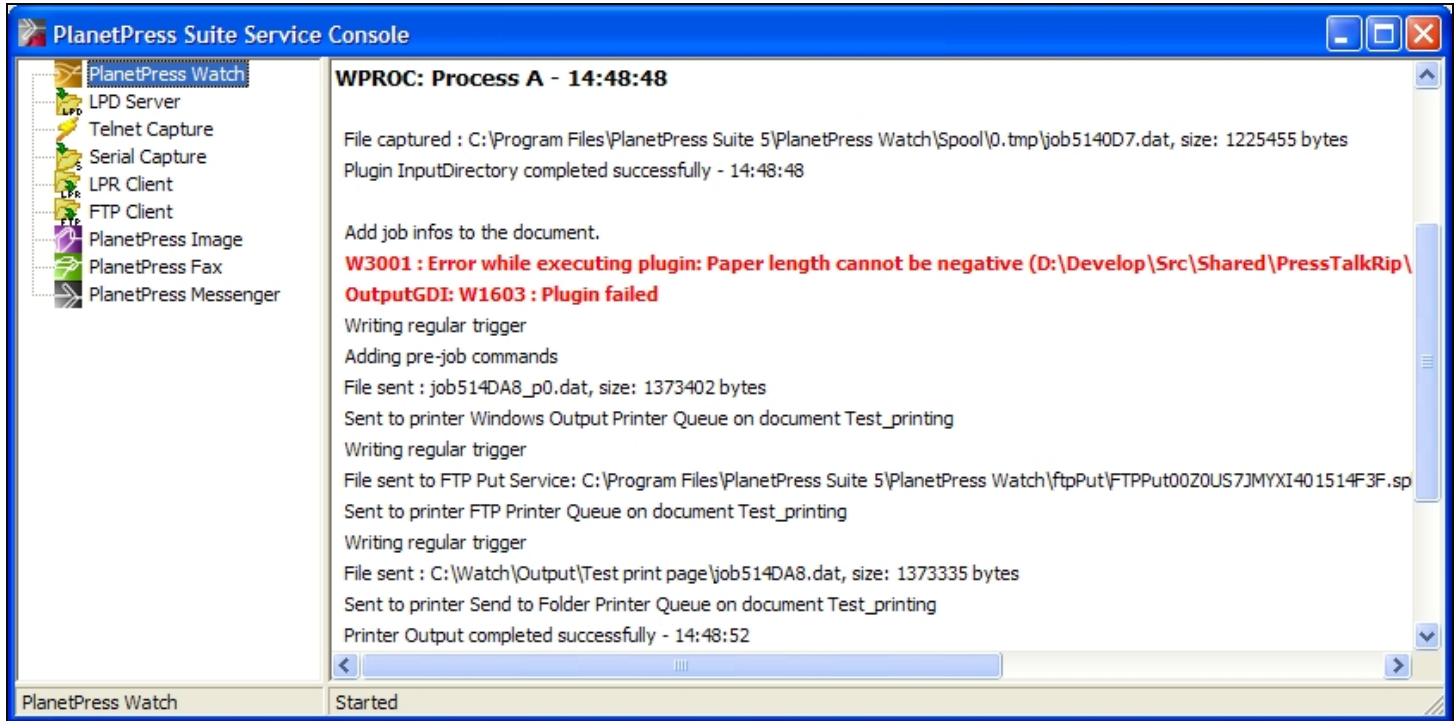 PlanetPress Suite Service Console
PlanetPress Watch
LPD Server
Telnet Capture
Serial Capture
LPR Client
FTP Client
PlanetPress Image
PlanetPress Fax
PlanetPress Messenger
WPROC: Process A - 14:48:48
File captured : C:\Program Files\PlanetPress Suite 5\PlanetPress Watch\Spool\0.tmp\job5140D7.dat, size: 1225455 bytes
Plugin InputDirectory completed successfully - 14:48:48
Add job infos to the document.
W3001 : Error while executing plugin: Paper length cannot be negative (D:\Develop\Src\Shared\PressTalkRip\
OutputGDI: W1603 : Plugin failed
Writing regular trigger
Adding pre-job commands
File sent : job514DA8_p0.dat, size: 1373402 bytes
Sent to printer Windows Output Printer Queue on document Test_printing
Writing regular trigger
File sent to FTP Put Service: C:\Program Files\PlanetPress Suite 5\PlanetPress Watch\ftpPut\FTPPut00Z0US7JMYXI401514F3F.spl
Sent to printer FTP Printer Queue on document Test_printing
Writing regular trigger
File sent : C:\Watch\Output\Test print page\job514DA8.dat, size: 1373335 bytes
Sent to printer Send to Folder Printer Queue on document Test_printing
Printer Output completed successfully - 14:48:52
PlanetPress Watch
Started